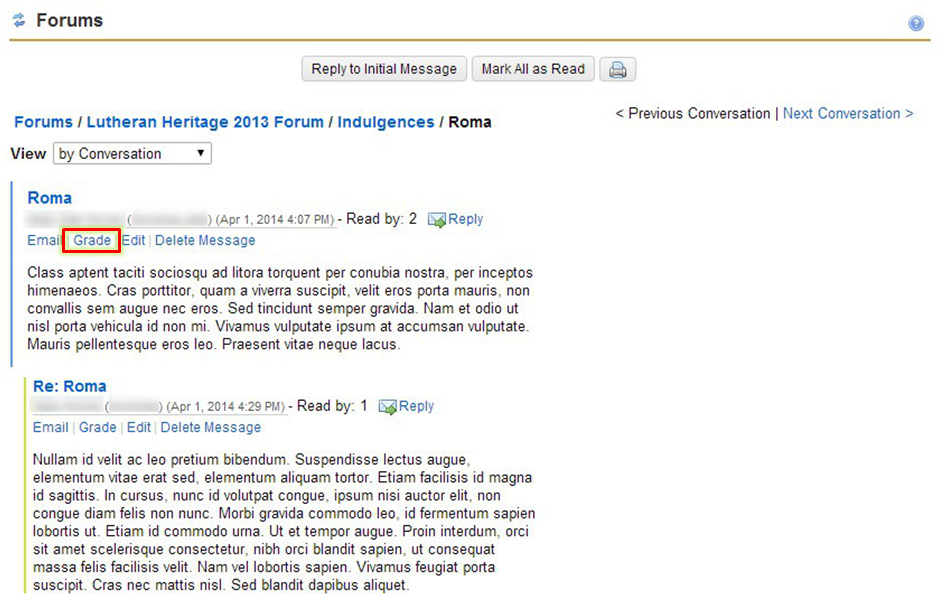 Forums
Reply to Initial Message Mark All as Read
Forums / Lutheran Heritage 2013 Forum / Indulgences / Roma
< Previous Conversation | Next Conversation >
View by Conversation
Roma
( ) (Apr 1, 2014 4:07 PM) - Read by: 2 Reply
Email | Grade | Edit | Delete Message
Class aptent taciti sociosqu ad litora torquent per conubia nostra, per inceptos
himenaeos. Cras porttitor, quam a viverra suscipit, velit eros porta mauris, non
convallis sem augue nec eros. Sed tincidunt semper gravida. Nam et odio ut
nisl porta vehicula id non mi. Vivamus vulputate ipsum at accumsan vulputate.
Mauris pellentesque eros leo. Praesent vitae neque lacus.
Re: Roma
( ) (Apr 1, 2014 4:29 PM) - Read by: 1 Reply
Email | Grade | Edit | Delete Message
Nullam id velit ac leo pretium bibendum. Suspendisse lectus augue,
elementum vitae erat sed, elementum aliquam tortor. Etiam facilisis id magna
id sagittis. In cursus, nunc id volutpat congue, ipsum nisi auctor elit, non
congue diam felis non nunc. Morbi gravida commodo leo, id fermentum sapien
lobortis ut. Etiam id commodo urna. Ut et tempor augue. Proin interdum, orci
sit amet scelerisque consectetur, nibh orci blandit sapien, ut consequat
massa felis facilisis velit. Nam vel lobortis sapien. Vivamus feugiat porta
suscipit. Cras nec mattis nisl. Sed blandit dapibus aliquet.